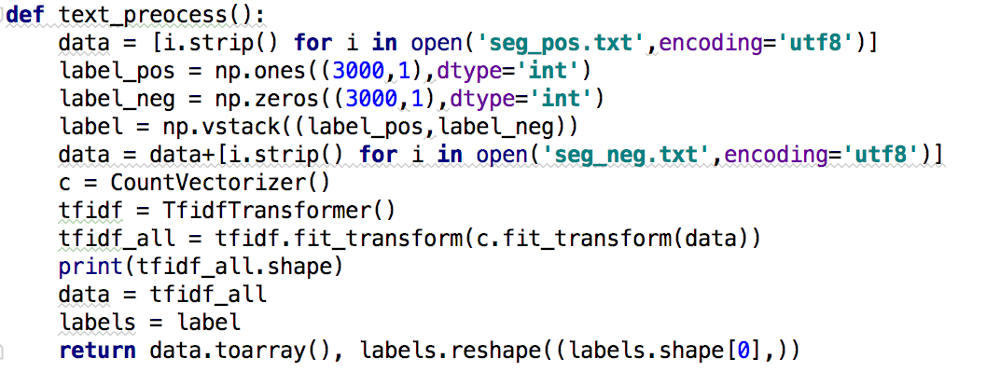 def text_preocess():
    data = [i.strip() for i in open('seg_pos.txt',encoding='utf8')]
    label_pos = np.ones((3000,1),dtype='int')
    label_neg = np.zeros((3000,1),dtype='int')
    label = np.vstack((label_pos,label_neg))
    data = data+[i.strip() for i in open('seg_neg.txt',encoding='utf8')]
    c = CountVectorizer()
    tfidf = TfidfTransformer()
    tfidf_all = tfidf.fit_transform(c.fit_transform(data))
    print(tfidf_all.shape)
    data = tfidf_all
    labels = label
    return data.toarray(), labels.reshape((labels.shape[0],))